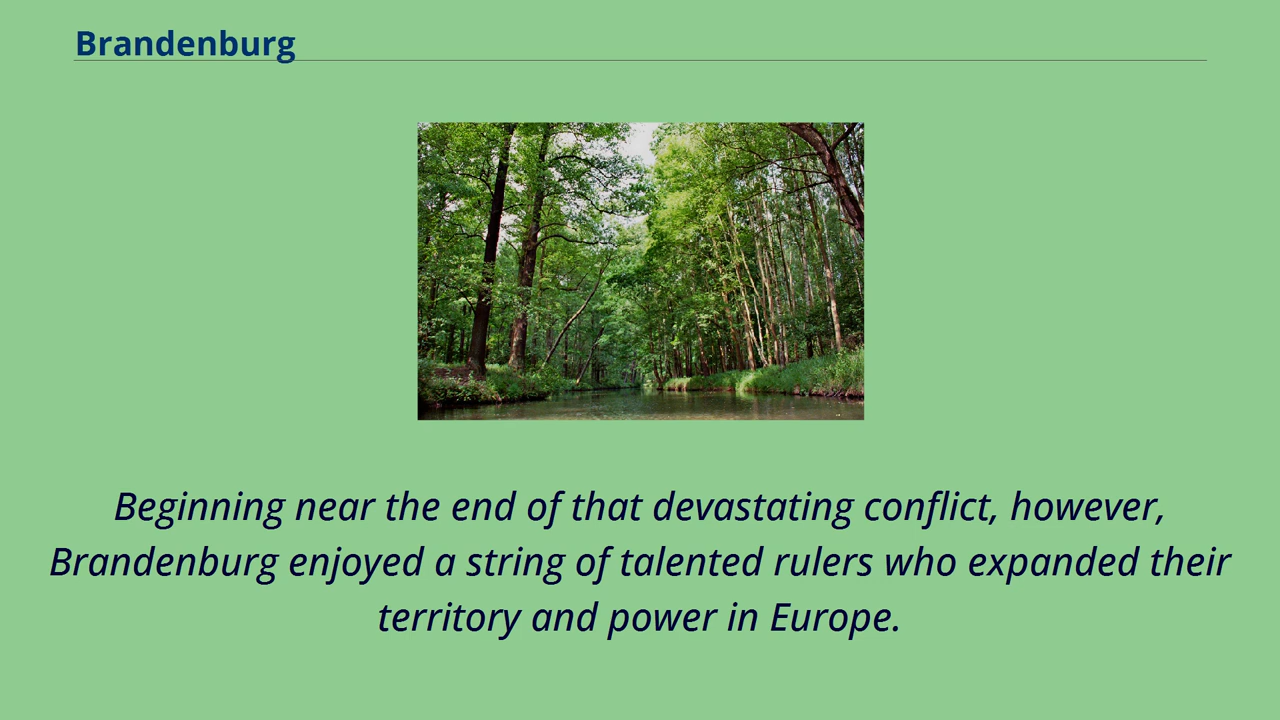 Brandenburg
Beginning near the end of that devastating conflict, however,
Brandenburg enjoyed a string of talented rulers who expanded their
territory and power in Europe.